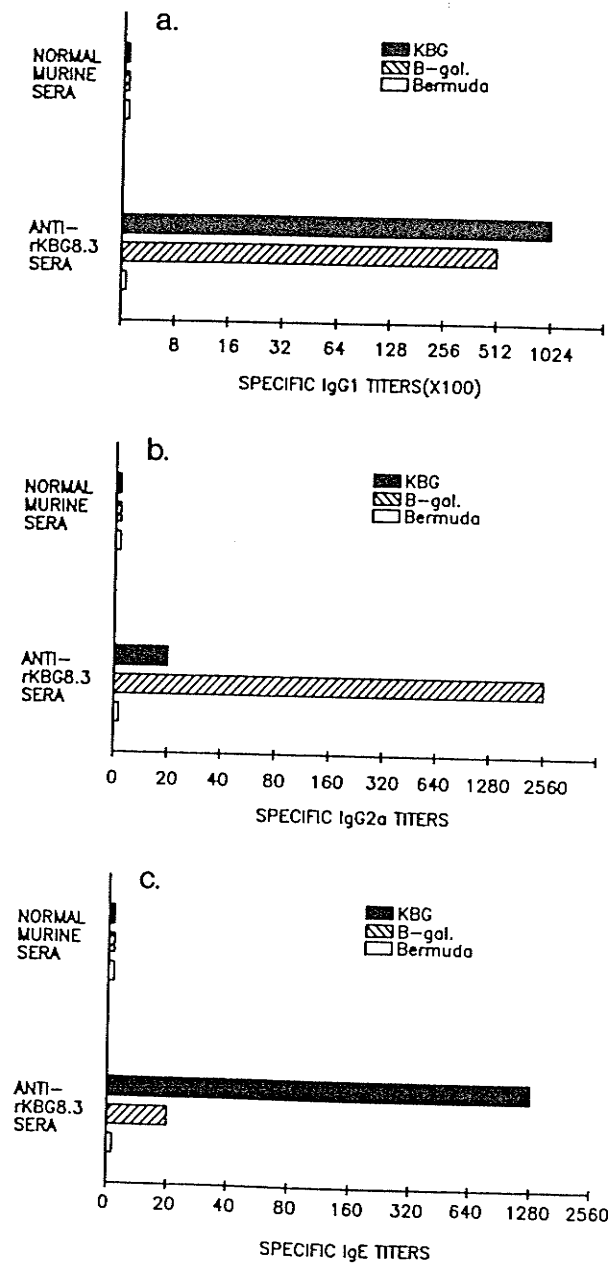 a.
NORMAL
MURINE
SERA
KBG
B-gal.
Bermuda
ANTI-
rKBG8.3
SERA
8 16 32 64 128 256 512 1024
SPECIFIC IgG1 TITERS(X100)
b.
NORMAL
MURINE
SERA
KBG
B-gal.
Bermuda
ANTI-
rKBG8.3
SERA
0 20 40 80 160 320 640 1280 2560
SPECIFIC IgG2a TITERS
c.
NORMAL
MURINE
SERA
KBG
B-gal.
Bermuda
ANTI-
rKBG8.3
SERA
0 20 40 80 160 320 640 1280 2560
SPECIFIC IgE TITERS